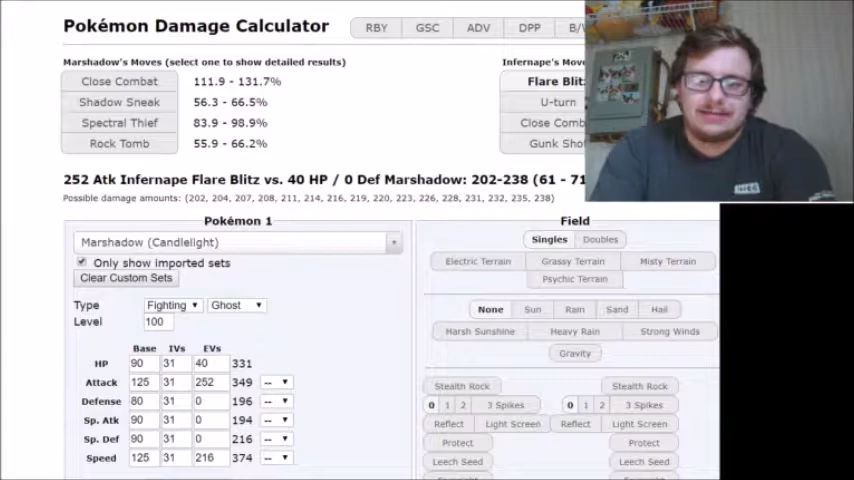 Pokémon Damage Calculator
RBY GSC ADV DPP B/W
Marshadow's Moves (select one to show detailed results)
Infernape's Move
Close Combat 111.9 - 131.7%
Flare Blitz
Shadow Sneak 56.3 - 66.5%
U-turn
Spectral Thief 83.9 - 98.9%
Close Comb
Rock Tomb 55.9 - 66.2%
Gunk Shot
252 Atk Infernape Flare Blitz vs. 40 HP / 0 Def Marshadow: 202-238 (61 - 71
Possible damage amounts: (202, 204, 207, 208, 211, 214, 216, 219, 220, 223, 226, 228, 231, 232, 235, 238)
Pokémon 1
Marshadow (Candlelight)
Only show imported sets
Clear Custom Sets
Type Fighting Ghost
Level 100
Base IVs EVs
HP 90 31 40 331
Attack 125 31 252 349 --
Defense 80 31 0 196 --
Sp. Atk 90 31 0 194 --
Sp. Def 90 31 0 216 --
Speed 125 31 216 374 --
Field
Singles Doubles
Electric Terrain Grassy Terrain Misty Terrain
Psychic Terrain
None Sun Rain Sand Hail
Harsh Sunshine Heavy Rain Strong Winds
Gravity
Stealth Rock Stealth Rock
0 1 2 3 Spikes 0 1 2 3 Spikes
Reflect Light Screen Reflect Light Screen
Protect Protect
Leech Seed Leech Seed